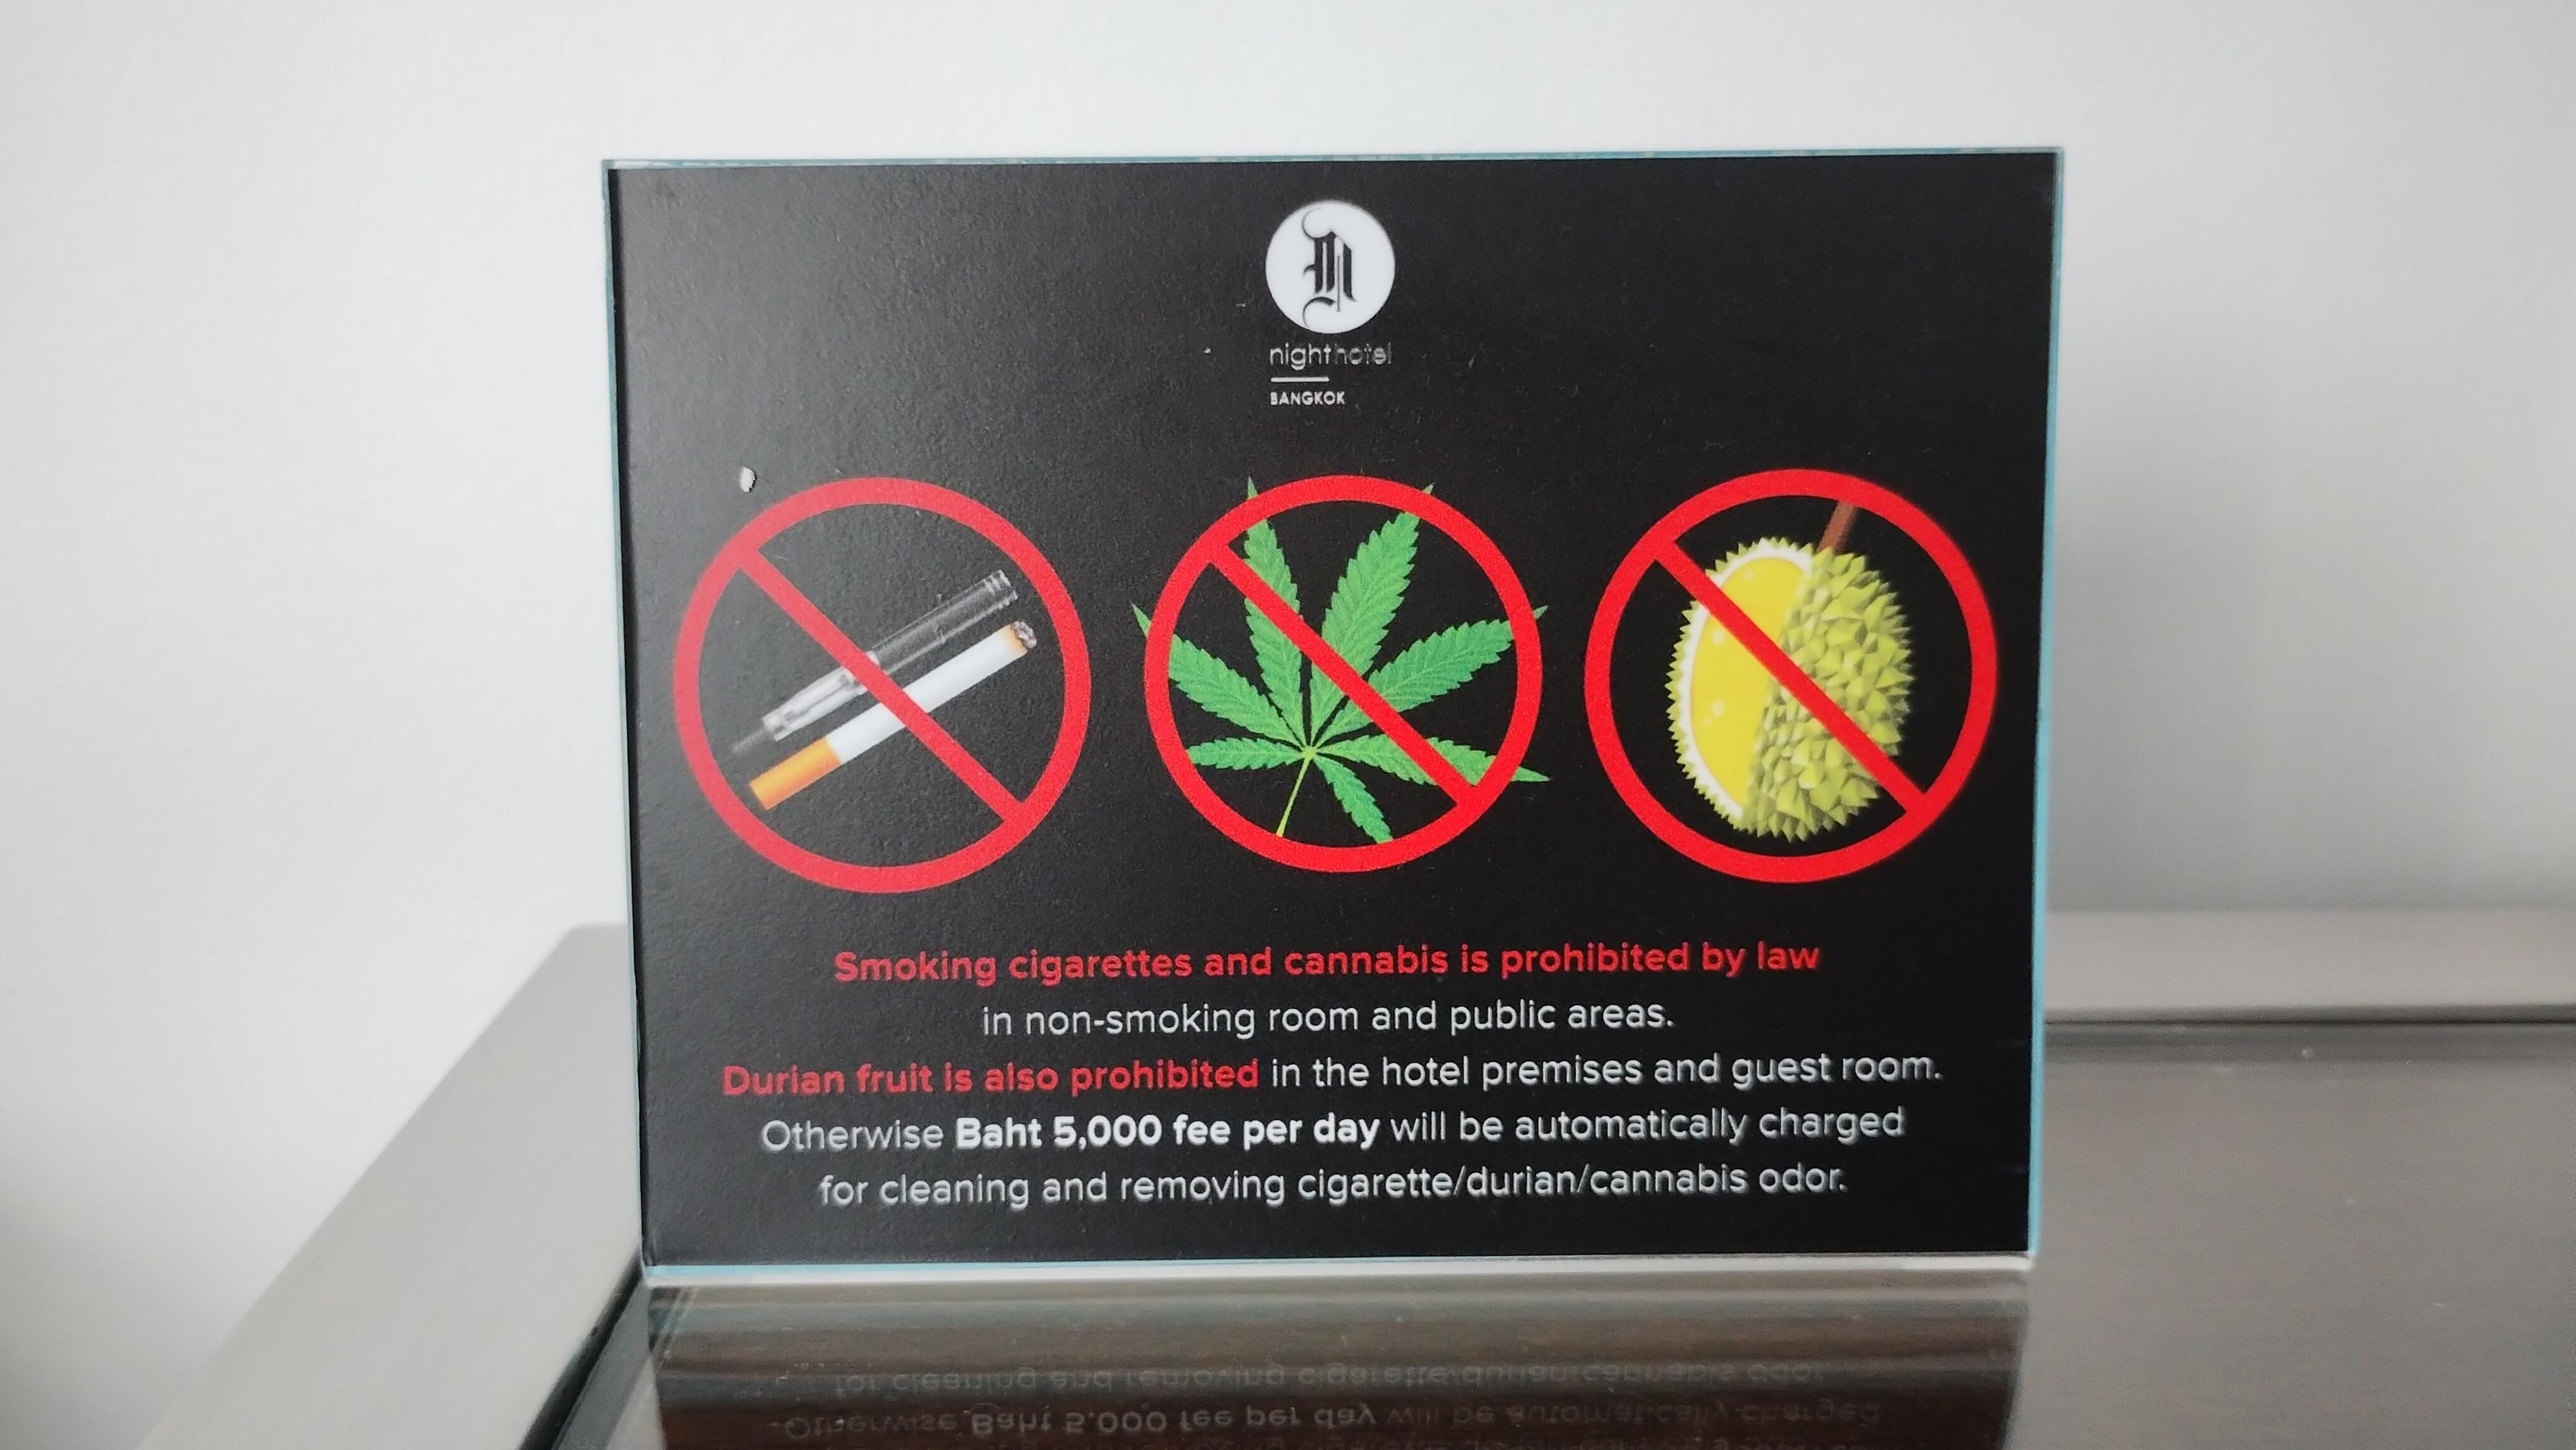 nighthotel
BANGKOK
Smoking cigarettes and cannabis is prohibited by law
in non-smoking room and public areas.
Durian fruit is also prohibited in the hotel premises and guest room.
Otherwise Baht 5,000 fee per day will be automatically charged
for cleaning and removing cigarette/durian/cannabis odor.